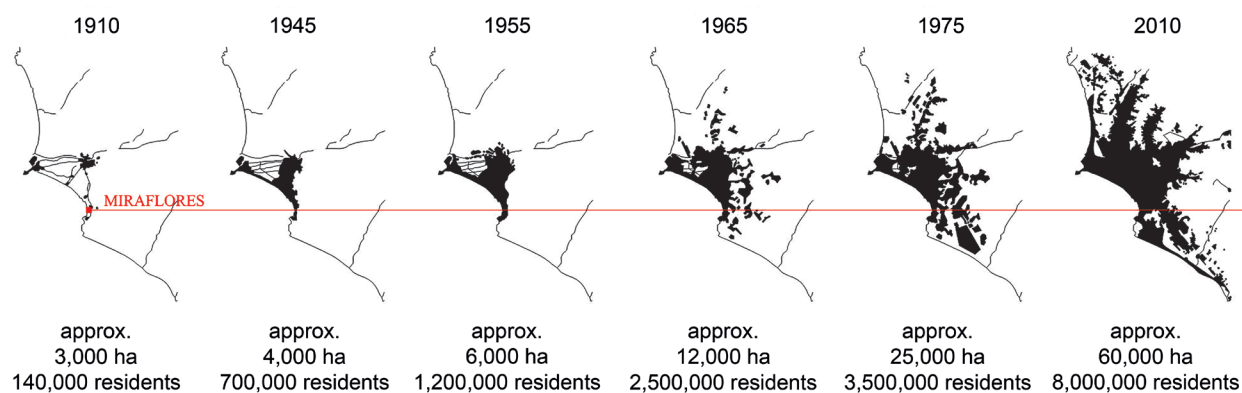 1910
1945
1955
1965
1975
2010
MIRAFLORES
approx.
3,000 ha
140,000 residents
approx.
4,000 ha
700,000 residents
approx.
6,000 ha
1,200,000 residents
approx.
12,000 ha
2,500,000 residents
approx.
25,000 ha
3,500,000 residents
approx.
60,000 ha
8,000,000 residents